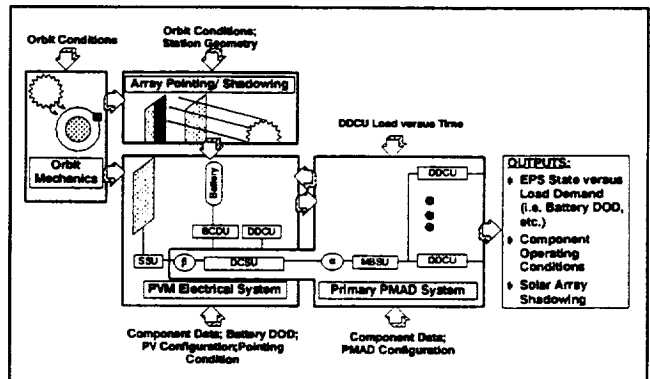 Orbit Conditions
Orbit Conditions;
Station Geometry
Array Pointing/ Shadowing
DDCU Load versus Time
Orbit
Mechanics
Battery
BCDU
DDCU
SSU
β
DCSU
PVM Electrical System
DDCU
α
MBSU
DDCU
Primary PMAD System
OUTPUTS:
EPS State versus
Load Demand
(i.e. Battery DOD,
etc.)
Component
Operating
Conditions
Solar Array
Shadowing
Component Data; Battery DOD;
PV Configuration;Pointing
Condition
Component Data;
PMAD Configuration